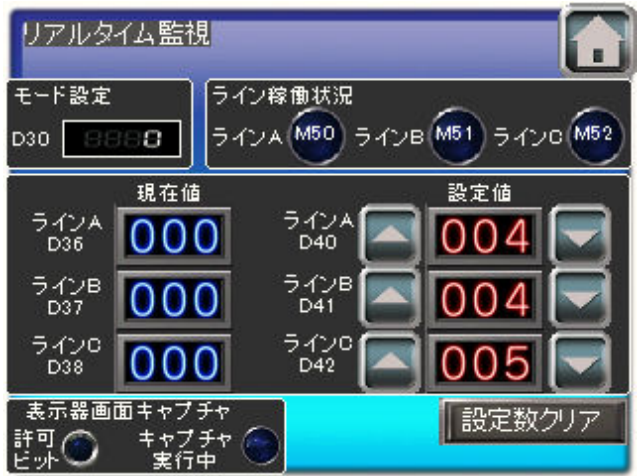 リアルタイム監視
モード設定
D30 0
ライン稼働状況
ラインA M50 ラインB M51 ラインC M52
現在値 設定値
ラインA D36 000 ラインA D40 004
ラインB D37 000 ラインB D41 004
ラインC D38 000 ラインC D42 005
表示器画面キャプチャ
許可ビット キャプチャ実行中
設定数クリア